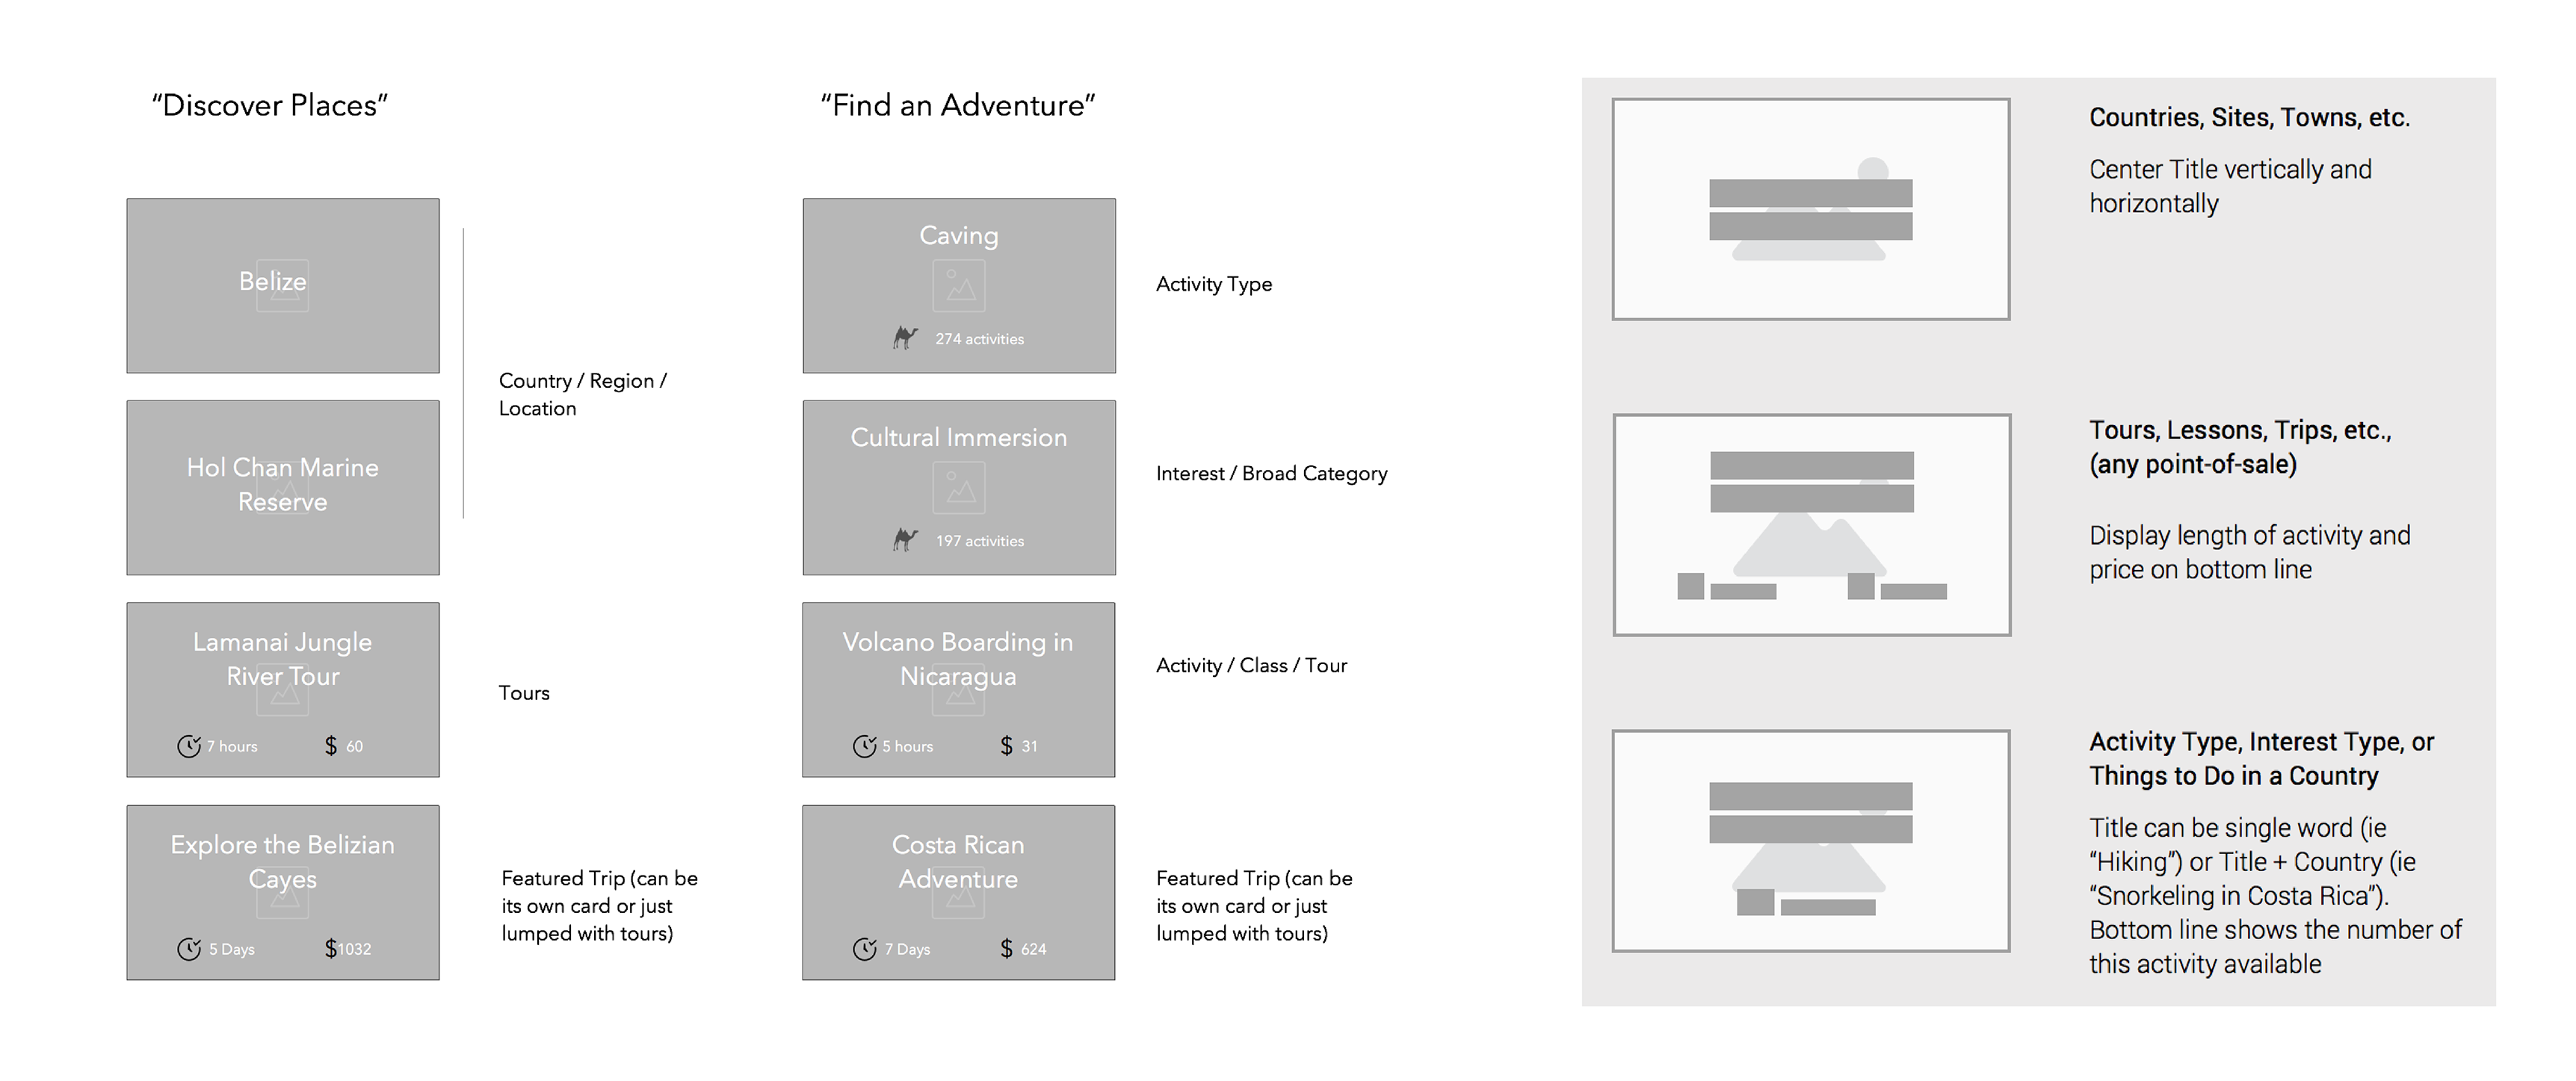 “Discover Places”
Belize
Hol Chan Marine
Reserve
Country / Region /
Location
Lamanai Jungle
River Tour
7 hours
$ 60
Tours
Explore the Belizian
Cayes
5 Days
$1032
Featured Trip (can be
its own card or just
lumped with tours)
“Find an Adventure”
Caving
274 activities
Activity Type
Cultural Immersion
197 activities
Interest / Broad Category
Volcano Boarding in
Nicaragua
5 hours
$ 31
Activity / Class / Tour
Costa Rican
Adventure
7 Days
$ 624
Featured Trip (can be
its own card or just
lumped with tours)
Countries, Sites, Towns, etc.
Center Title vertically and
horizontally
Tours, Lessons, Trips, etc.,
(any point-of-sale)
Display length of activity and
price on bottom line
Activity Type, Interest Type, or
Things to Do in a Country
Title can be single word (ie
“Hiking”) or Title + Country (ie
“Snorkeling in Costa Rica”).
Bottom line shows the number of
this activity available